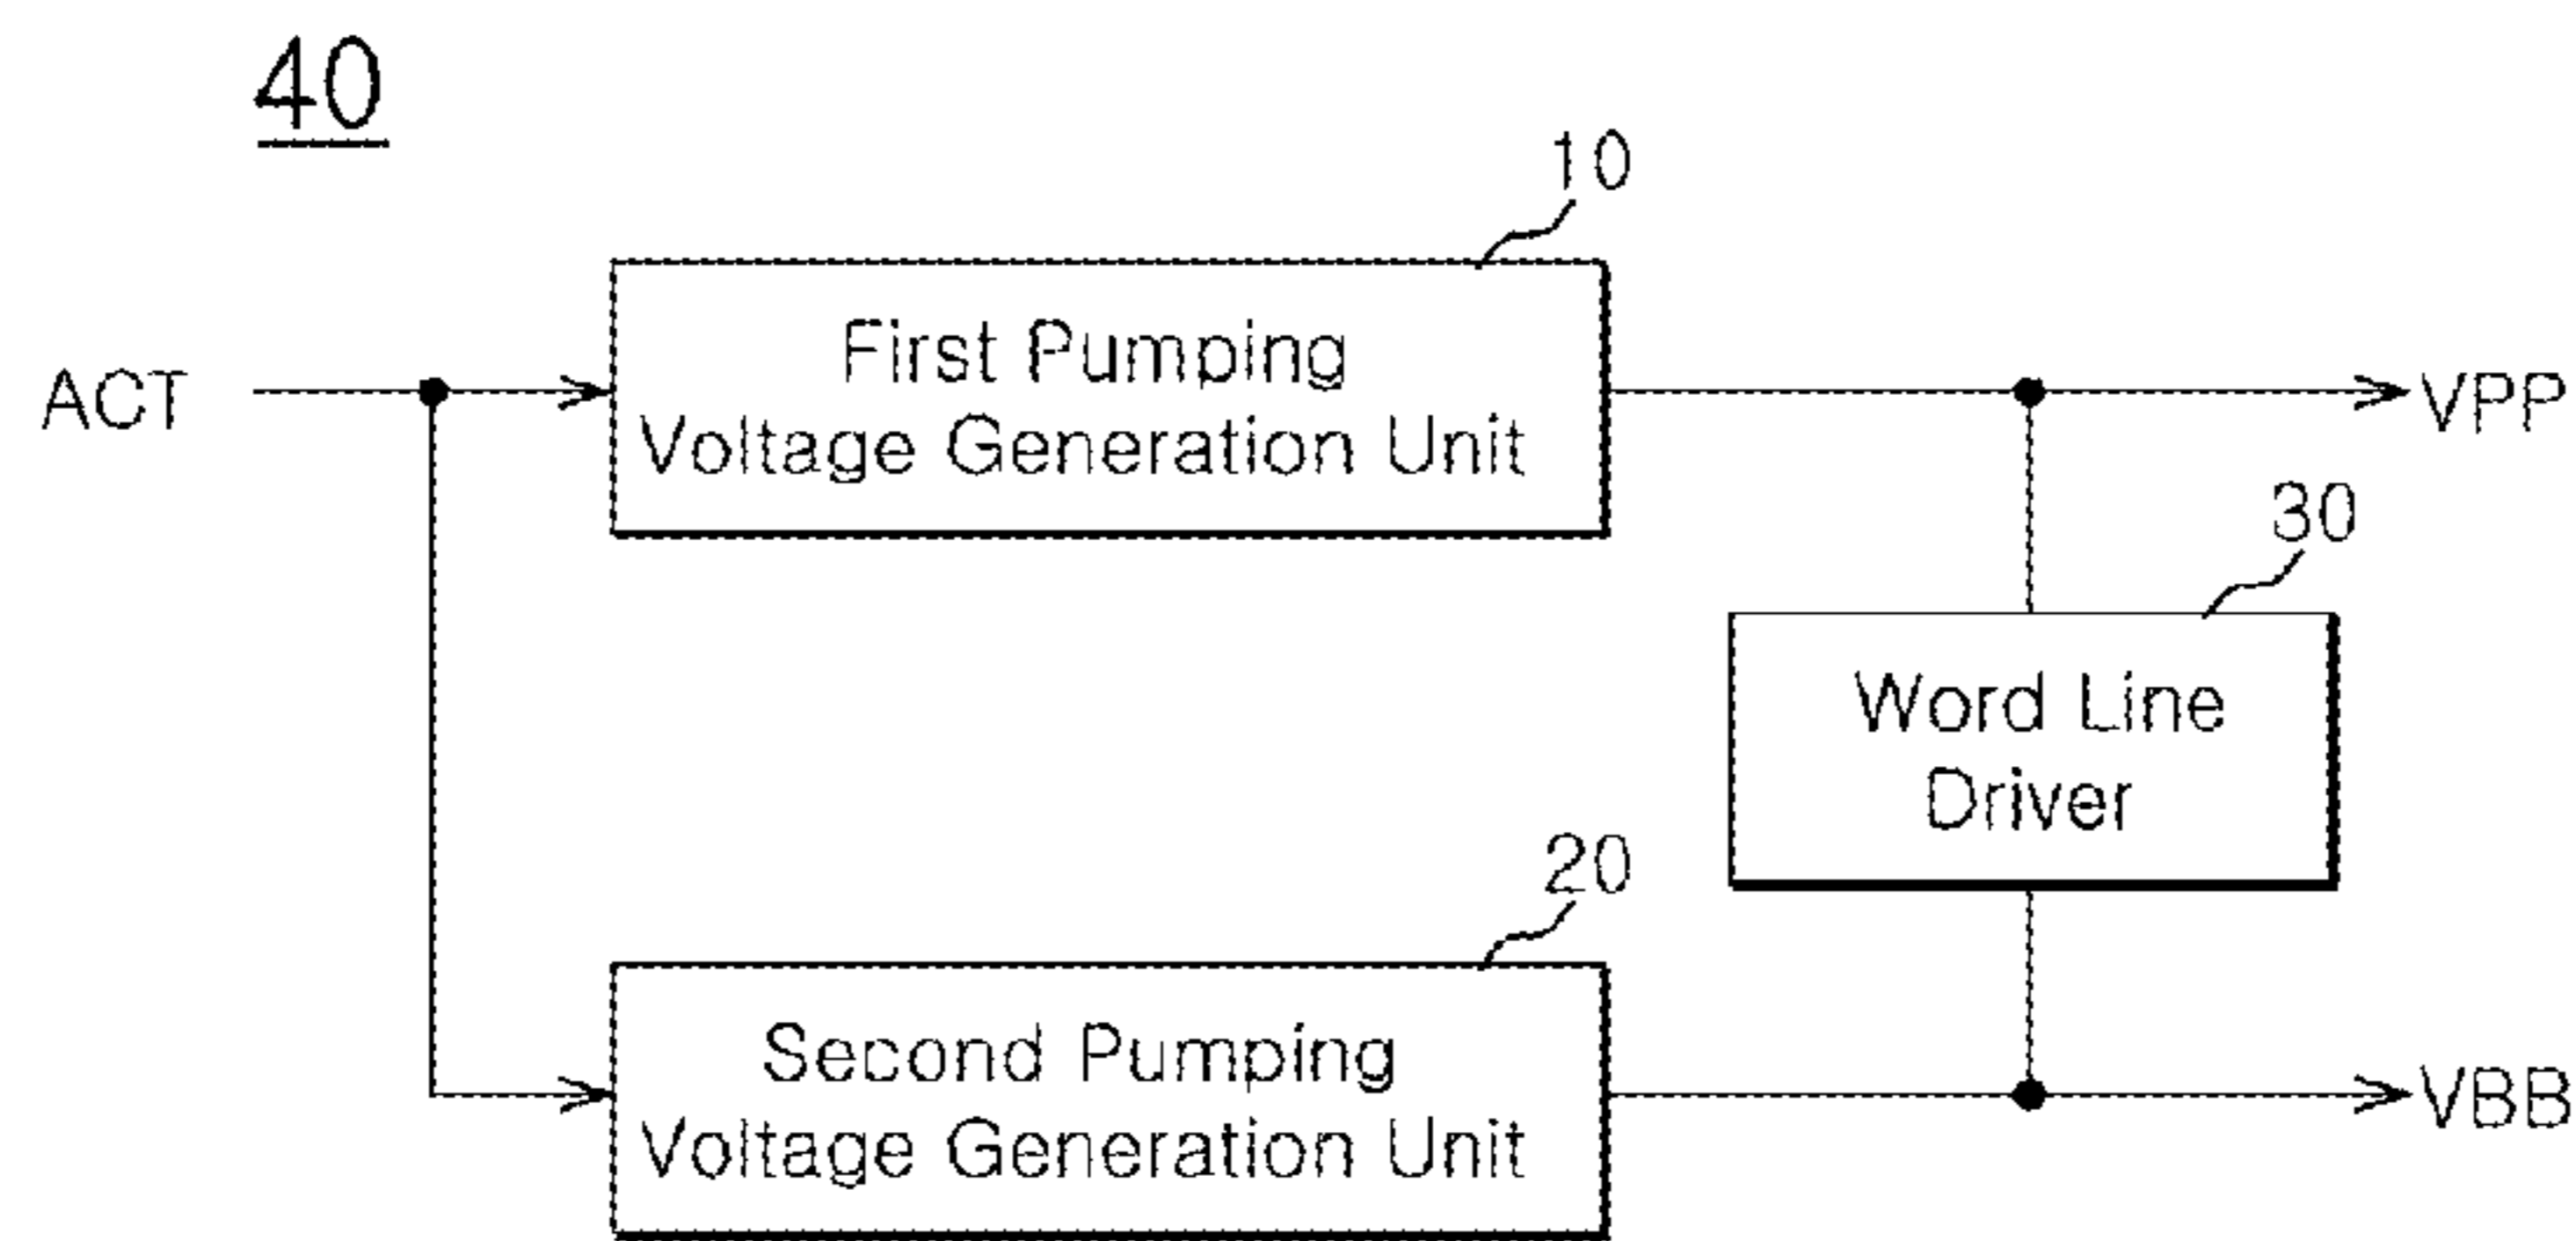 40
10
First Pumping
Voltage Generation Unit
ACT
VPP
30
Word Line
Driver
20
Second Pumping
Voltage Generation Unit
VBB